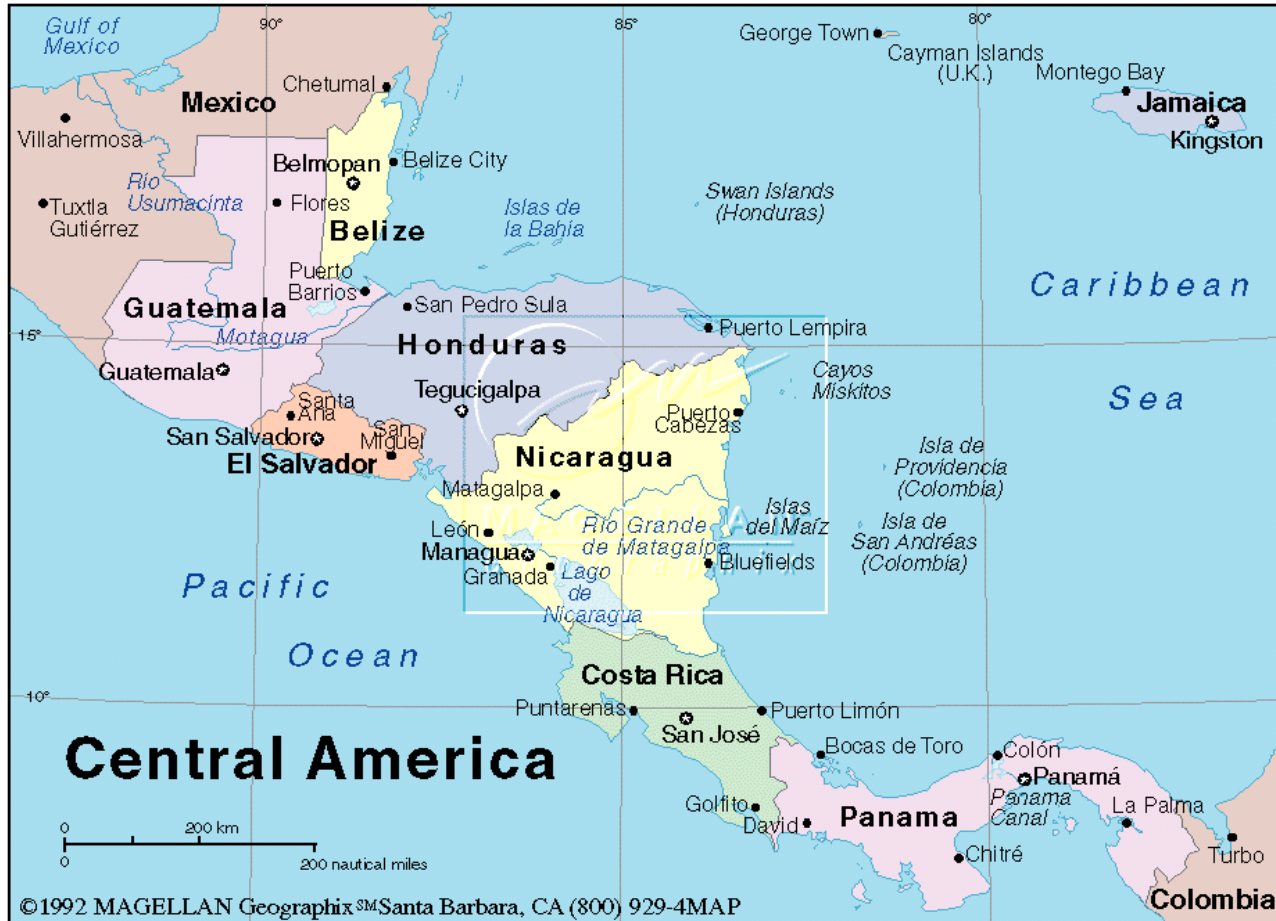 Gulf of
Mexico
90°
85°
80°
George Town
Cayman Islands
(U.K.)
Montego Bay
Chetumal
Mexico
Jamaica
Kingston
Villahermosa
Belmopan
Belize City
Río
Usumacinta
Flores
Swan Islands
(Honduras)
Tuxtla
Gutiérrez
Islas de
la Bahía
Belize
Puerto
Barrios
Caribbean
Sea
Guatemala
San Pedro Sula
Motagua
15°
Honduras
Puerto Lempira
Guatemala
Tegucigalpa
Cayos
Miskitos
Santa
Ana
San
Miguel
San Salvador
El Salvador
Puerto
Cabezas
Nicaragua
Isla de
Providencia
(Colombia)
Matagalpa
Islas
del Maíz
MAGELLAN
Isla de
San Andréas
(Colombia)
León
Río Grande
de Matagalpa
Managua
Granada
Bluefields
Lago
de
Nicaragua
Pacific
Ocean
Costa Rica
10°
Puntarenas
Puerto Limón
San José
Central America
Bocas de Toro
Colón
Panamá
Panama
Canal
Golfito
David
Panama
La Palma
Chitré
Turbo
Colombia
0 200 km
0 200 nautical miles
©1992 MAGELLAN Geographix℠Santa Barbara, CA (800) 929-4MAP